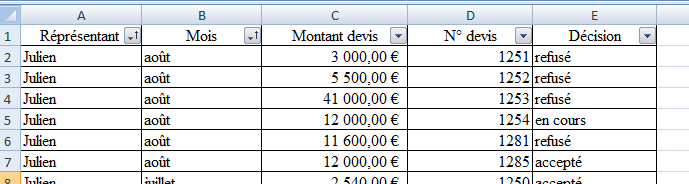 A B C D E
1 Réprésentant Mois Montant devis N° devis Décision
2 Julien août 3 000,00 € 1251 refusé
3 Julien août 5 500,00 € 1252 refusé
4 Julien août 41 000,00 € 1253 refusé
5 Julien août 12 000,00 € 1254 en cours
6 Julien août 11 600,00 € 1281 refusé
7 Julien août 12 000,00 € 1285 accepté
8 Julien juillet 2 540,00 € 1250 accepté